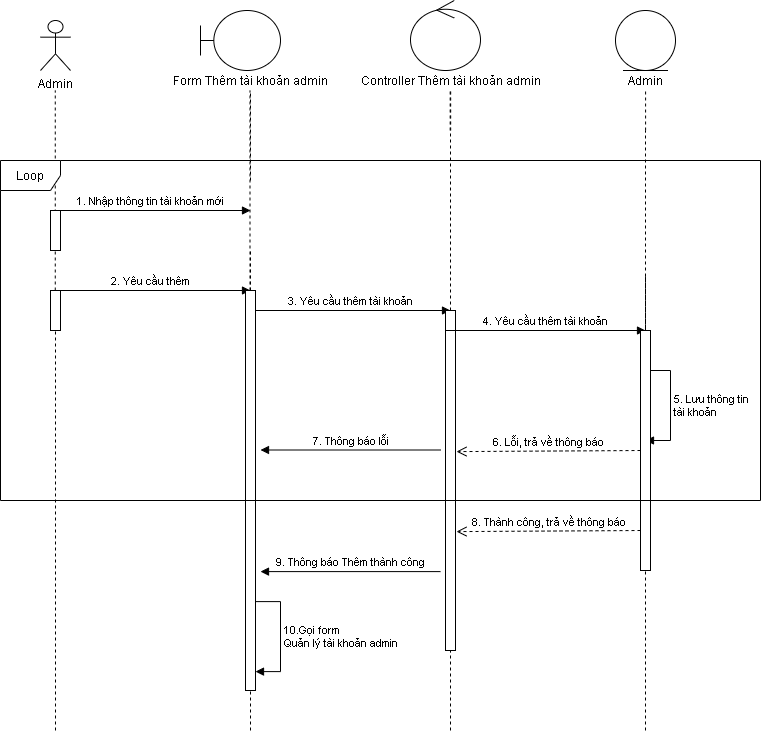 Admin
Form Thêm tài khoản admin
Controller Thêm tài khoản admin
Admin
Loop
1. Nhập thông tin tài khoản mới
2. Yêu cầu thêm
3. Yêu cầu thêm tài khoản
4. Yêu cầu thêm tài khoản
5. Lưu thông tin
tài khoản
6. Lỗi, trả về thông báo
7. Thông báo lỗi
8. Thành công, trả về thông báo
9. Thông báo Thêm thành công
10.Gọi form
Quản lý tài khoản admin